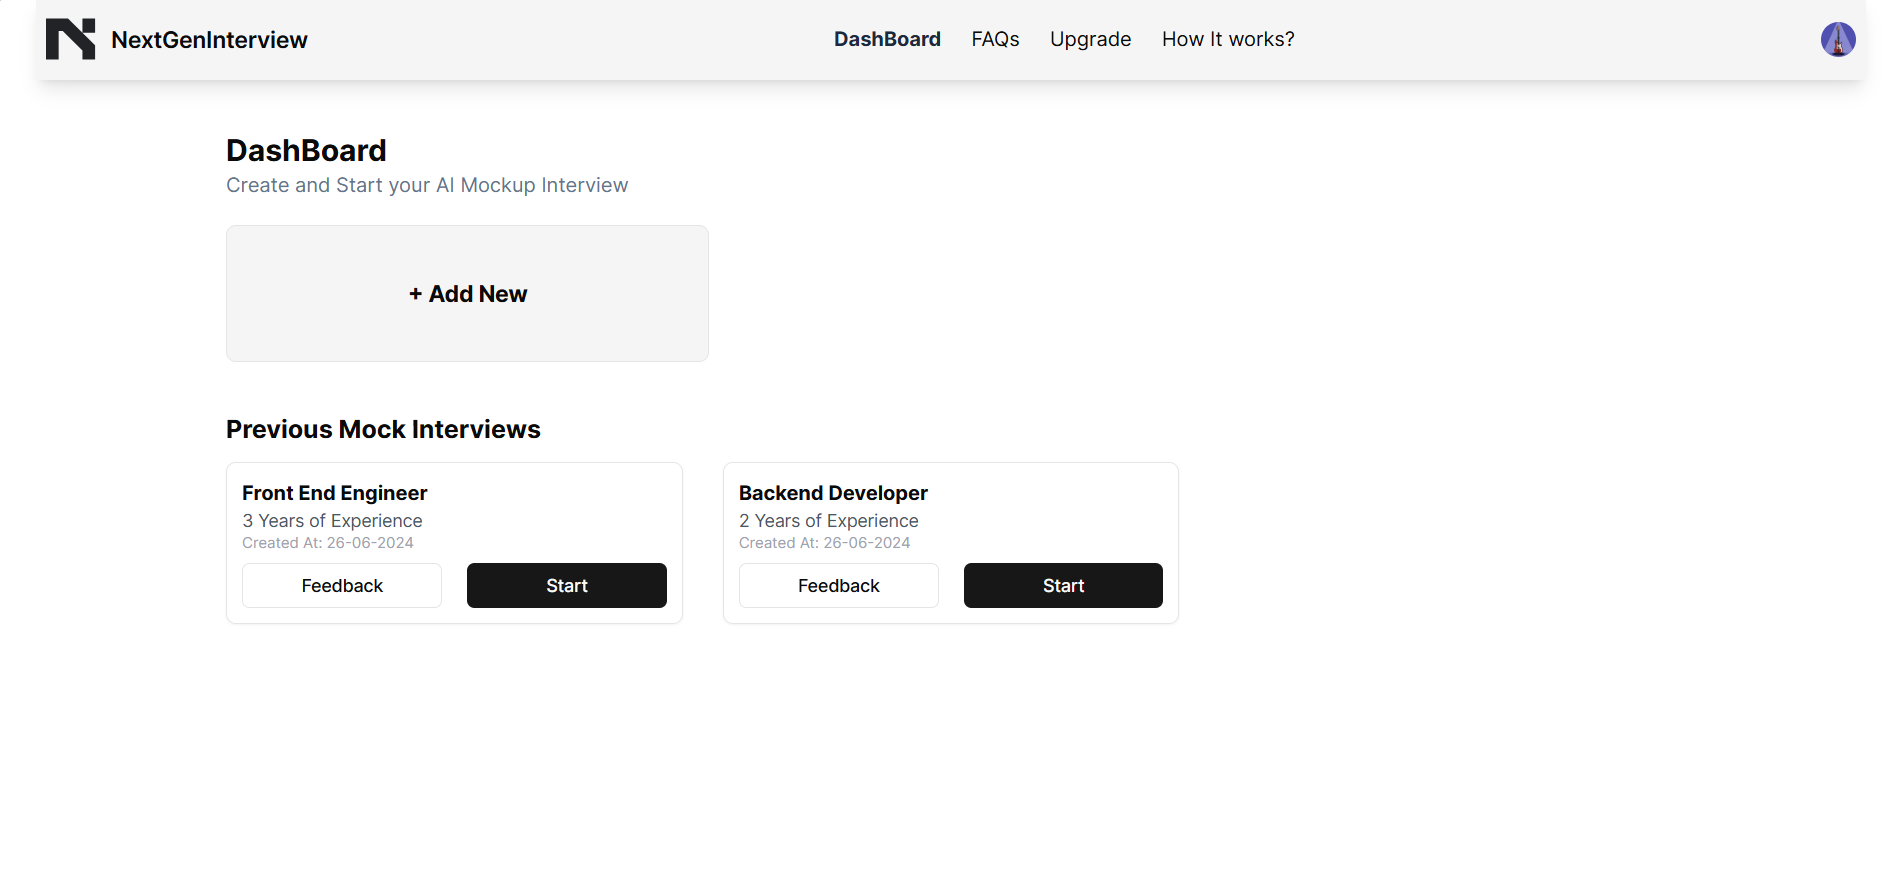 NextGenInterview
DashBoard FAQs Upgrade How It works?
DashBoard
Create and Start your AI Mockup Interview
+ Add New
Previous Mock Interviews
Front End Engineer
3 Years of Experience
Created At: 26-06-2024
Feedback Start
Backend Developer
2 Years of Experience
Created At: 26-06-2024
Feedback Start